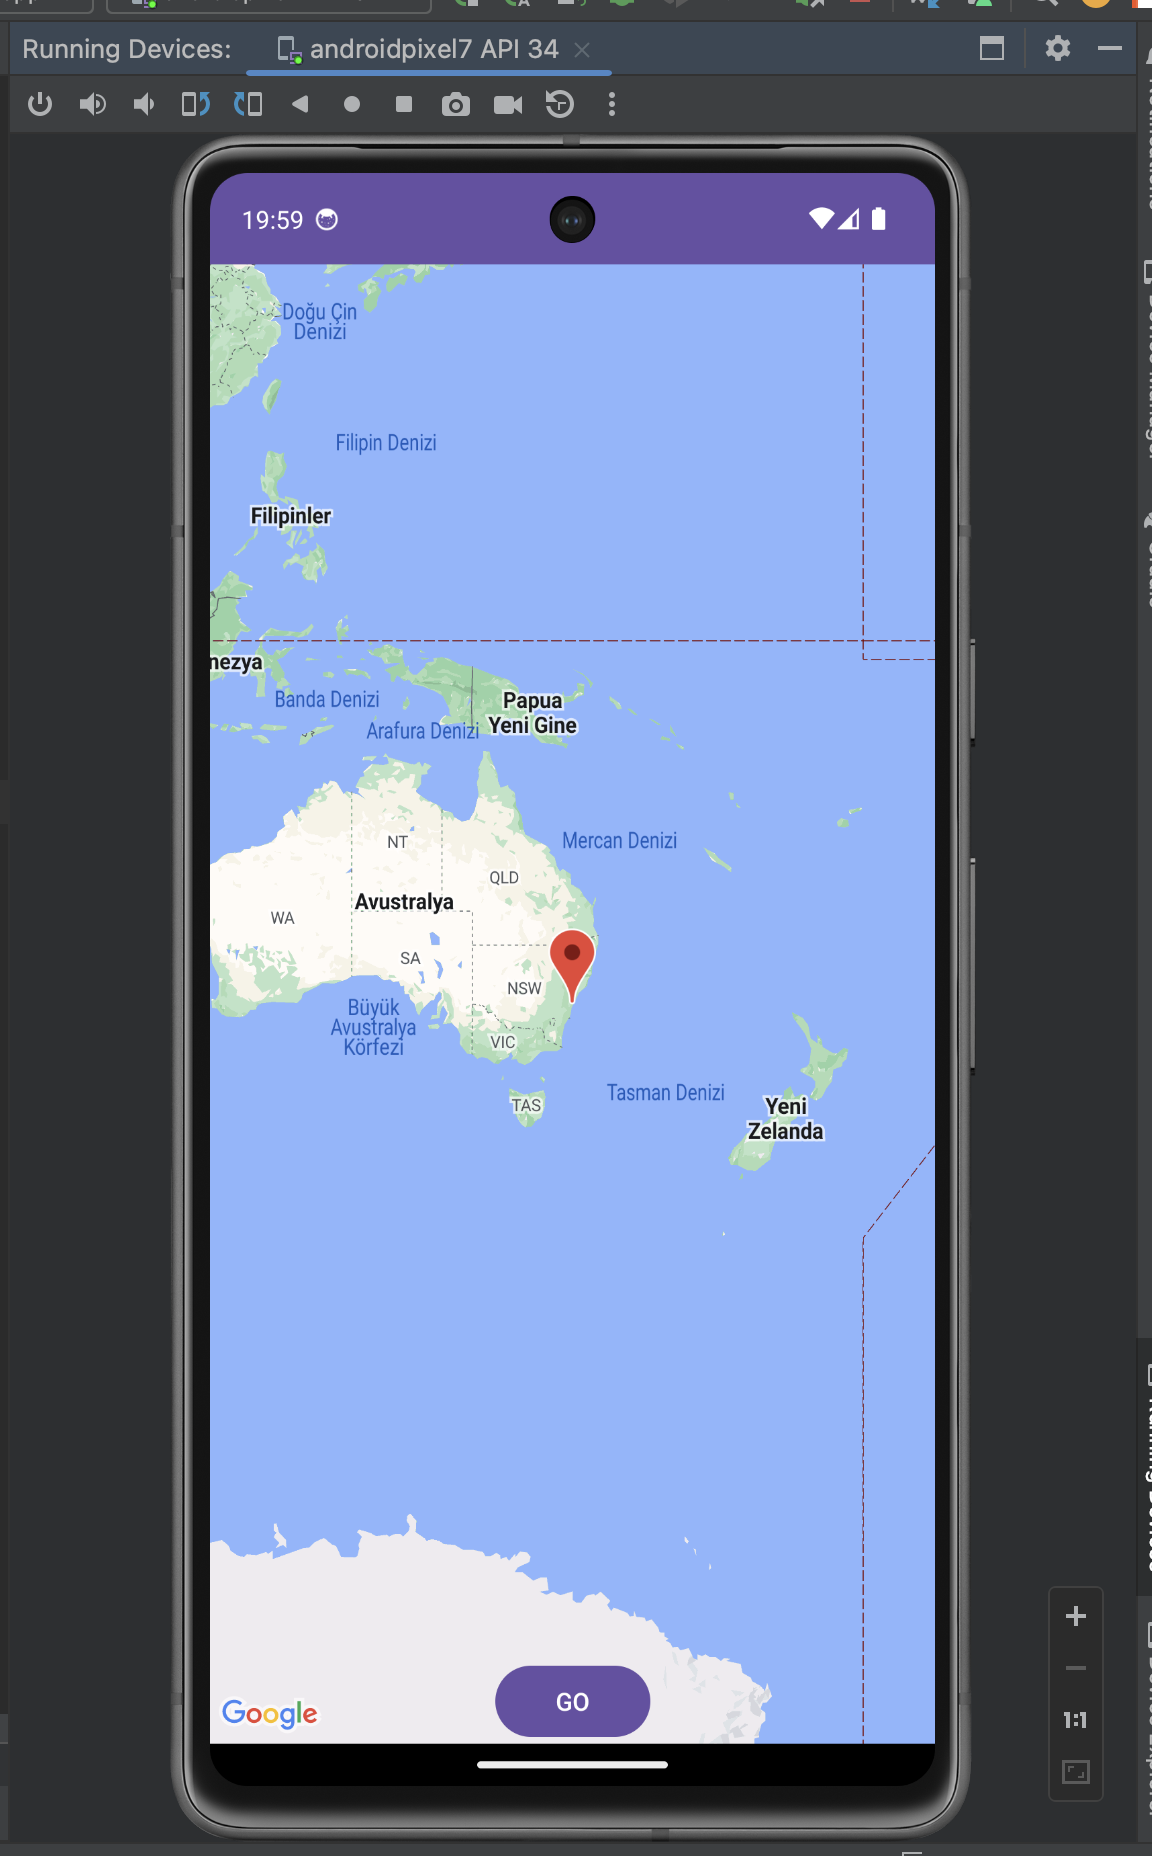 Running Devices:
androidpixel7 API 34
19:59
Doğu Çin
Denizi
Filipin Denizi
Filipinler
nezya
Banda Denizi
Papua
Yeni Gine
Arafura Denizi
NT
Mercan Denizi
QLD
Avustralya
WA
SA
NSW
Büyük
Avustralya
Körfezi
VIC
Tasman Denizi
TAS
Yeni
Zelanda
GO
Google
1:1